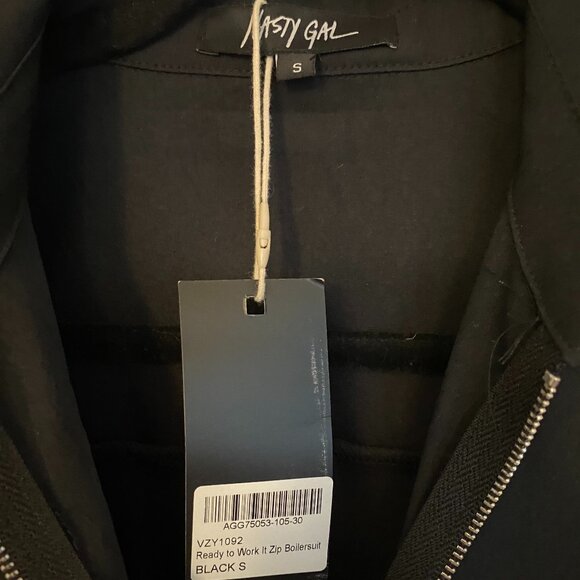 NASTY GAL
S
AGG75053-105-30
VZY1092
Ready to Work It Zip Boilersuit
BLACK S